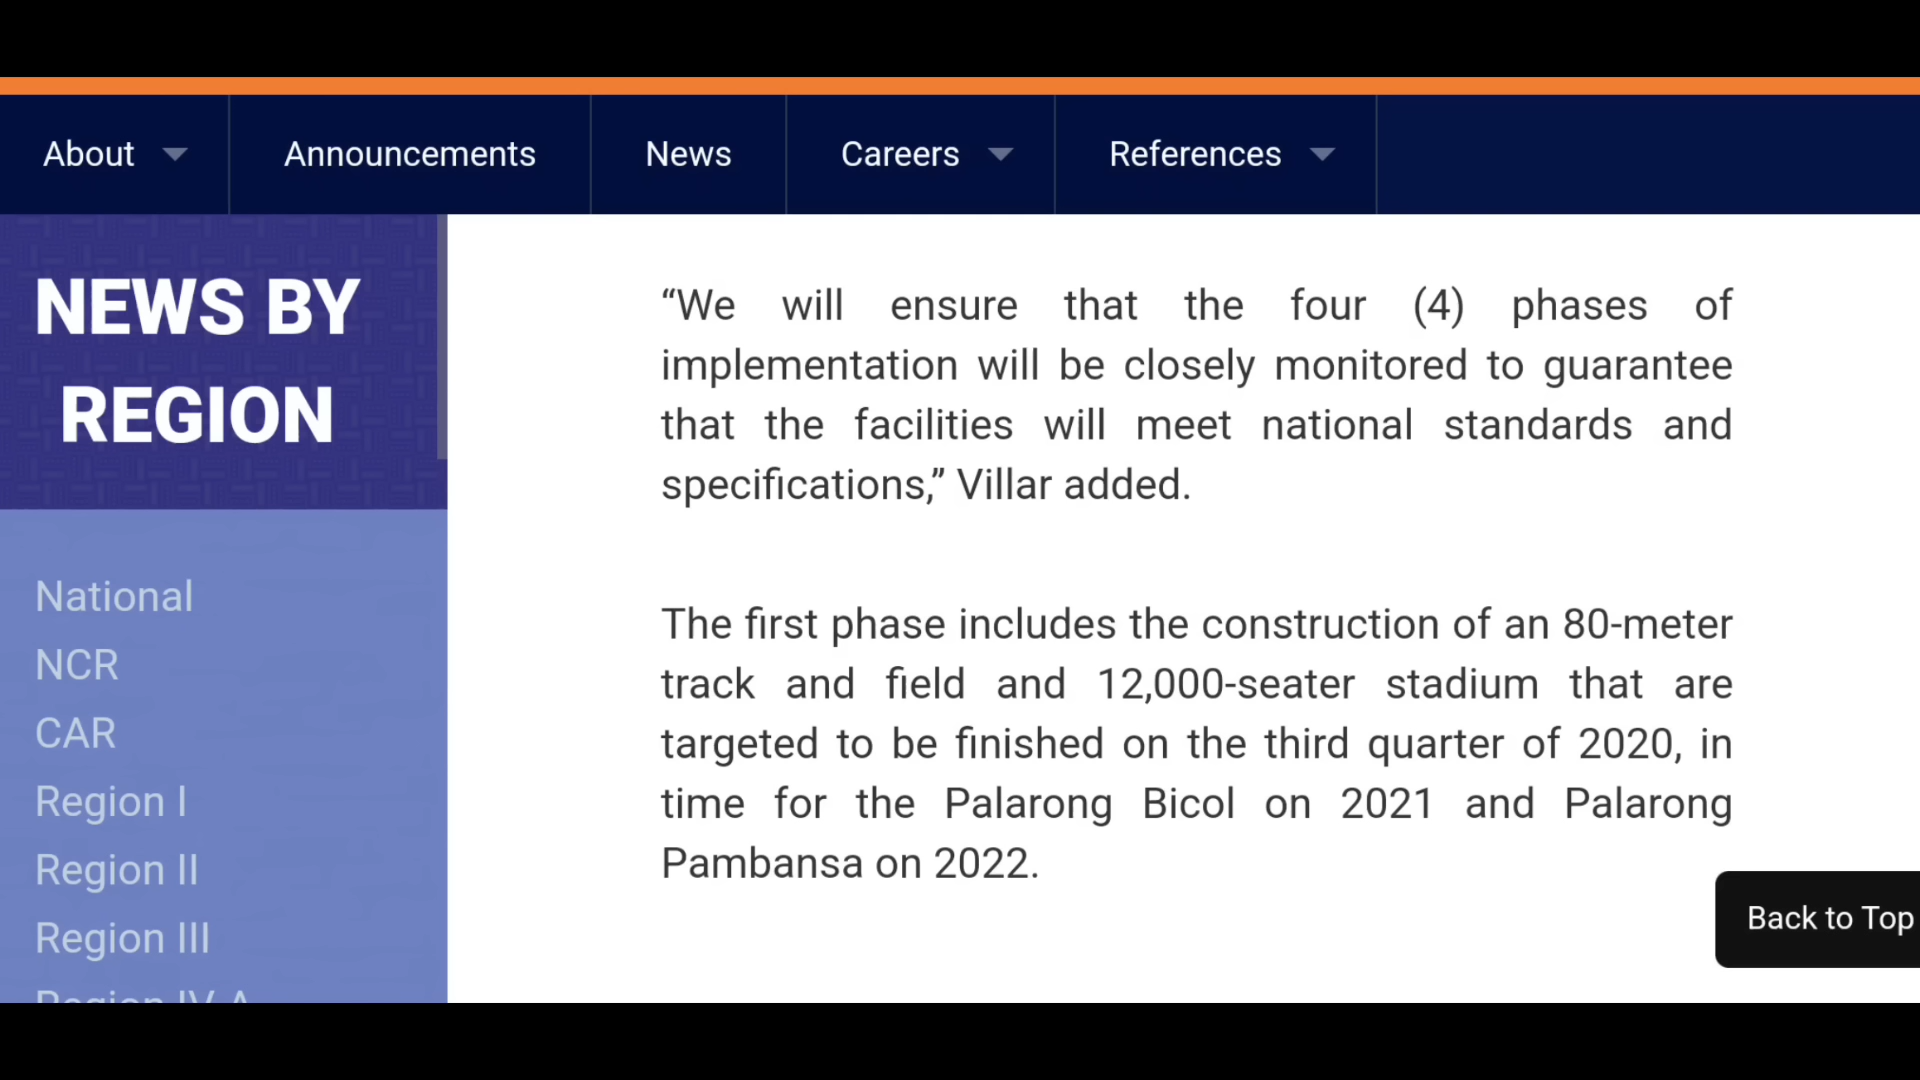 About
Announcements
News
Careers
References
NEWS BY
REGION
National
NCR
CAR
Region I
Region II
Region III
Region IV-A
“We will ensure that the four (4) phases of
implementation will be closely monitored to guarantee
that the facilities will meet national standards and
specifications,” Villar added.
The first phase includes the construction of an 80-meter
track and field and 12,000-seater stadium that are
targeted to be finished on the third quarter of 2020, in
time for the Palarong Bicol on 2021 and Palarong
Pambansa on 2022.
Back to Top